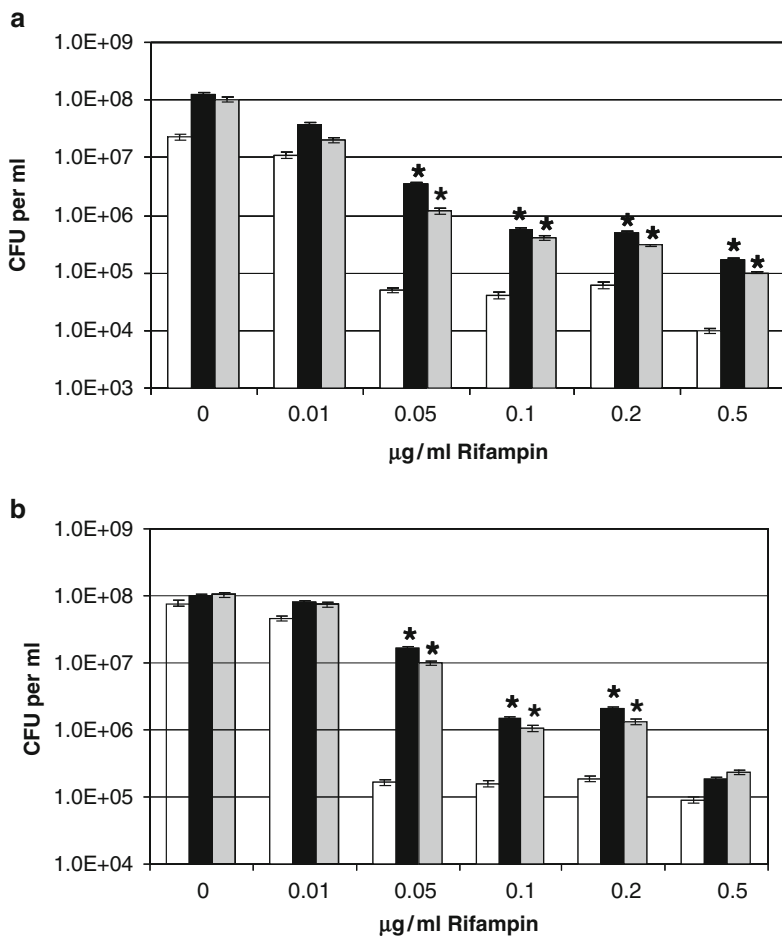 a
1.0E+09
1.0E+08
1.0E+07
1.0E+06
1.0E+05
1.0E+04
1.0E+03
CFU per ml
* * * * * * * *
0 0.01 0.05 0.1 0.2 0.5
μg/ml Rifampin
b
1.0E+09
1.0E+08
1.0E+07
1.0E+06
1.0E+05
1.0E+04
CFU per ml
* * * * * *
0 0.01 0.05 0.1 0.2 0.5
μg/ml Rifampin